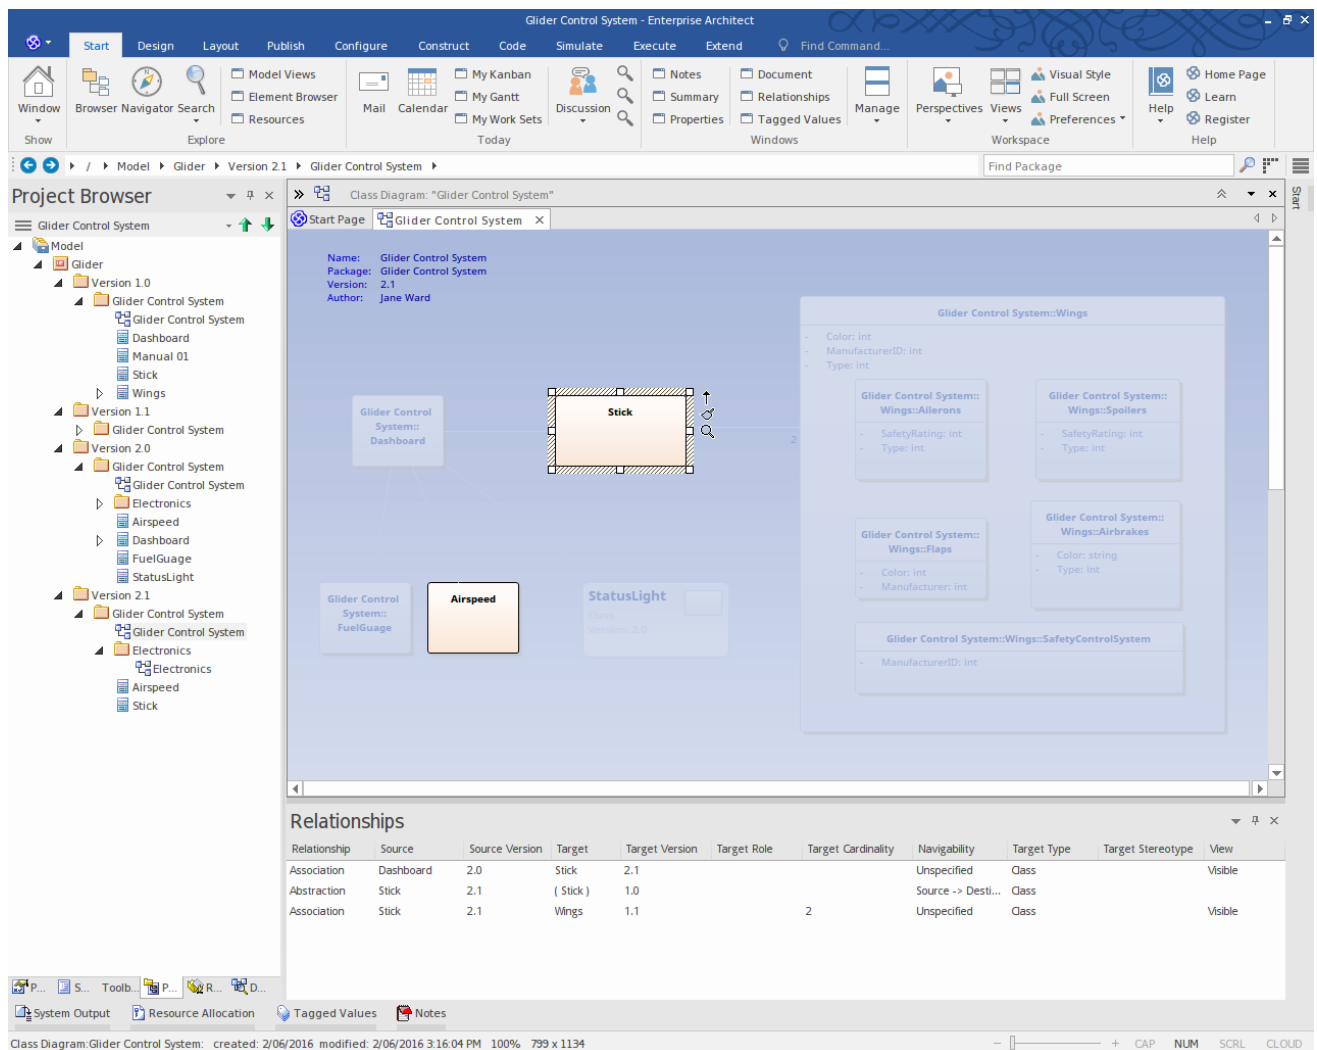 Glider Control System - Enterprise Architect
Start Design Layout Publish Configure Construct Code Simulate Execute Extend Find Command...
Model Views My Kanban Notes Document Visual Style Home Page
Element Browser My Gantt Summary Relationships Full Screen Learn
Window Browser Navigator Search Mail Calendar Discussion Manage Perspectives Views Help
Resources My Work Sets Properties Tagged Values Preferences Register
Show Explore Today Windows Workspace Help
/ Model Glider Version 2.1 Glider Control System Find Package
Project Browser
Class Diagram: "Glider Control System"
Start
Glider Control System
Start Page Glider Control System
Model
Glider
Version 1.0
Glider Control System
Glider Control System
Dashboard
Manual 01
Stick
Wings
Version 1.1
Glider Control System
Version 2.0
Glider Control System
Glider Control System
Electronics
Airspeed
Dashboard
FuelGuage
StatusLight
Version 2.1
Glider Control System
Glider Control System
Electronics
Electronics
Airspeed
Stick
Name: Glider Control System
Package: Glider Control System
Version: 2.1
Author: Jane Ward
Glider Control System::Wings
- Color: int
- ManufacturerID: int
- Type: int
Glider Control
System::
Dashboard
Stick
2
Glider Control System::
Wings::Ailerons
- SafetyRating: int
- Type: int
Glider Control System::
Wings::Spoilers
- SafetyRating: int
- Type: int
Glider Control System::
Wings::Flaps
- Color: int
- Manufacturer: int
Glider Control System::
Wings::Airbrakes
- Color: string
- Type: int
Glider Control
System::
FuelGuage
Airspeed
StatusLight
Class
Version: 2.0
Glider Control System::Wings::SafetyControlSystem
- ManufacturerID: int
Relationships
Relationship Source Source Version Target Target Version Target Role Target Cardinality Navigability Target Type Target Stereotype View
Association Dashboard 2.0 Stick 2.1 Unspecified Class Visible
Abstraction Stick 2.1 ( Stick ) 1.0 Source -> Desti... Class
Association Stick 2.1 Wings 1.1 2 Unspecified Class Visible
P... S... Toolb... P... R... D...
System Output Resource Allocation Tagged Values Notes
Class Diagram:Glider Control System: created: 2/06/2016 modified: 2/06/2016 3:16:04 PM 100% 799 x 1134 CAP NUM SCRL CLOUD